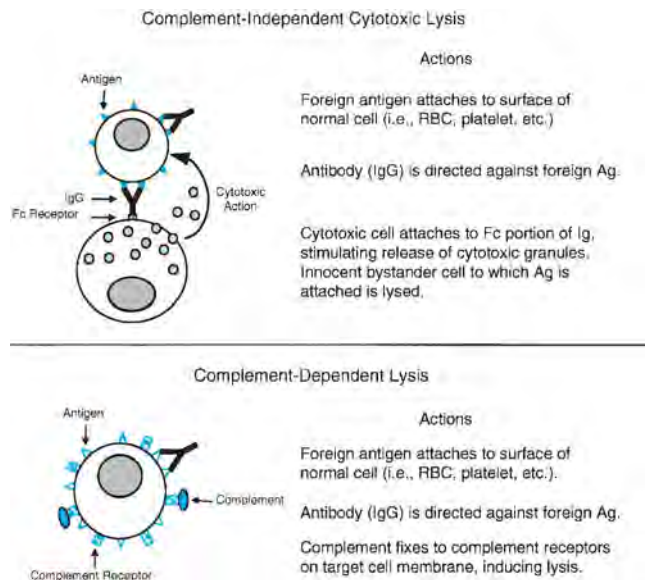 Complement-Independent Cytotoxic Lysis
Actions
Antigen
Foreign antigen attaches to surface of
normal cell (i.e., RBC, platelet, etc.)
Antibody (IgG) is directed against foreign Ag.
IgG
Fc Receptor
Cytotoxic
Action
Cytotoxic cell attaches to Fc portion of Ig,
stimulating release of cytotoxic granules.
Innocent bystander cell to which Ag is
attached is lysed.
Complement-Dependent Lysis
Actions
Antigen
Foreign antigen attaches to surface of
normal cell (i.e., RBC, platelet, etc.).
Complement
Antibody (IgG) is directed against foreign Ag.
Complement fixes to complement receptors
on target cell membrane, inducing lysis.
Complement Receptor